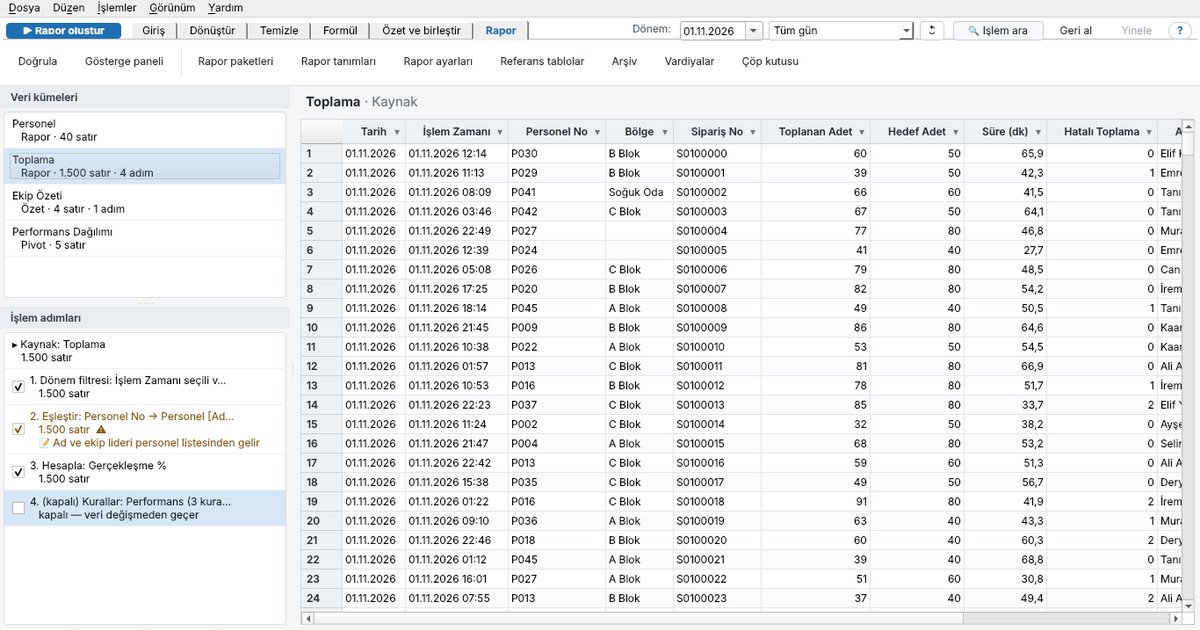 Dosya Düzen İşlemler Görünüm Yardım
Rapor oluştur Giriş Dönüştür Temizle Formül Özet ve birleştir Rapor Dönem: 01.11.2026 Tüm gün İşlem ara Geri al Yinele ?
Doğrula Gösterge paneli Rapor paketleri Rapor tanımları Rapor ayarları Referans tablolar Arşiv Vardiyalar Çöp kutusu
Veri kümeleri
Personel
Rapor · 40 satır
Toplama
Rapor · 1.500 satır · 4 adım
Ekip Özeti
Özet · 4 satır · 1 adım
Performans Dağılımı
Pivot · 5 satır
İşlem adımları
Kaynak: Toplama
1.500 satır
1. Dönem filtresi: İşlem Zamanı seçili v...
1.500 satır
2. Eşleştir: Personel No → Personel [Ad...
1.500 satır
Ad ve ekip lideri personel listesinden gelir
3. Hesapla: Gerçekleşme %
1.500 satır
4. (kapalı) Kurallar: Performans (3 kura...
kapalı — veri değişmeden geçer
Toplama · Kaynak
Tarih İşlem Zamanı Personel No Bölge Sipariş No Toplanan Adet Hedef Adet Süre (dk) Hatalı Toplama A
1 01.11.2026 01.11.2026 12:14 P030 B Blok S0100000 60 50 65,9 0 Elif
2 01.11.2026 01.11.2026 11:13 P029 B Blok S0100001 39 50 42,3 1 Emre
3 01.11.2026 01.11.2026 08:09 P041 Soğuk Oda S0100002 66 60 41,5 0 Tanı
4 01.11.2026 01.11.2026 03:46 P042 C Blok S0100003 67 50 64,1 0 Tanı
5 01.11.2026 01.11.2026 22:49 P027 S0100004 77 80 46,8 0 Mura
6 01.11.2026 01.11.2026 12:39 P024 S0100005 41 40 27,7 0 Emre
7 01.11.2026 01.11.2026 05:08 P026 C Blok S0100006 79 80 48,5 0 Can
8 01.11.2026 01.11.2026 17:25 P020 B Blok S0100007 82 80 54,2 0 İrem
9 01.11.2026 01.11.2026 18:14 P045 A Blok S0100008 49 40 50,5 1 Tanı
10 01.11.2026 01.11.2026 21:45 P009 B Blok S0100009 86 80 64,6 0 Kaar
11 01.11.2026 01.11.2026 10:38 P022 A Blok S0100010 53 50 54,5 0 Kaar
12 01.11.2026 01.11.2026 01:57 P013 C Blok S0100011 81 80 66,9 0 Ali A
13 01.11.2026 01.11.2026 10:53 P016 B Blok S0100012 78 80 51,7 1 İrem
14 01.11.2026 01.11.2026 22:23 P037 C Blok S0100013 85 80 33,7 2 Elif
15 01.11.2026 01.11.2026 11:24 P002 C Blok S0100014 32 50 38,2 0 Ayşe
16 01.11.2026 01.11.2026 21:47 P004 A Blok S0100015 68 80 53,2 0 Selir
17 01.11.2026 01.11.2026 22:42 P013 C Blok S0100016 59 60 51,3 0 Ali A
18 01.11.2026 01.11.2026 15:38 P035 C Blok S0100017 49 50 56,7 0 Dery
19 01.11.2026 01.11.2026 01:22 P016 C Blok S0100018 91 80 41,9 2 İrem
20 01.11.2026 01.11.2026 09:10 P036 A Blok S0100019 63 40 43,3 1 Mura
21 01.11.2026 01.11.2026 22:46 P018 B Blok S0100020 60 40 60,3 2 Dery
22 01.11.2026 01.11.2026 01:12 P045 A Blok S0100021 39 40 68,8 0 Tanı
23 01.11.2026 01.11.2026 16:01 P027 A Blok S0100022 51 60 30,8 1 Mura
24 01.11.2026 01.11.2026 07:55 P013 B Blok S0100023 37 40 49,4 2 Ali A